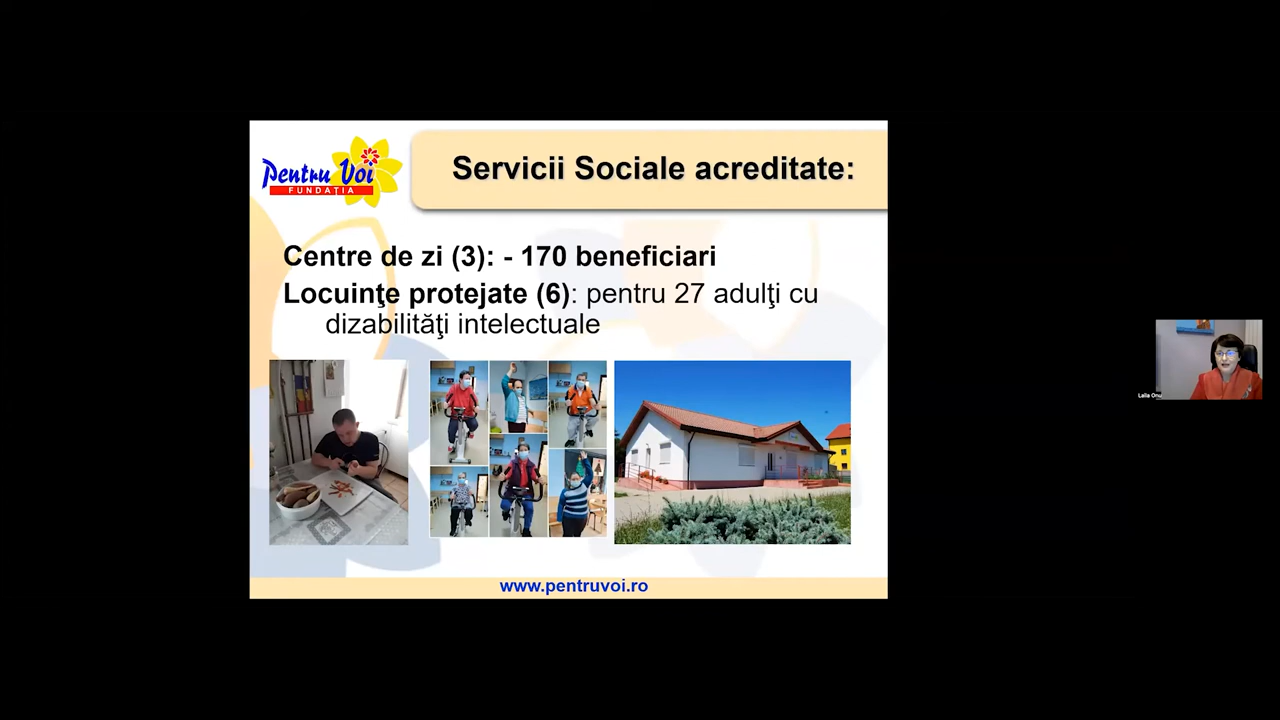 Pentru Voi
FUNDAŢIA
Servicii Sociale acreditate:
Centre de zi (3): - 170 beneficiari
Locuinţe protejate (6): pentru 27 adulţi cu
dizabilităţi intelectuale
www.pentruvoi.ro